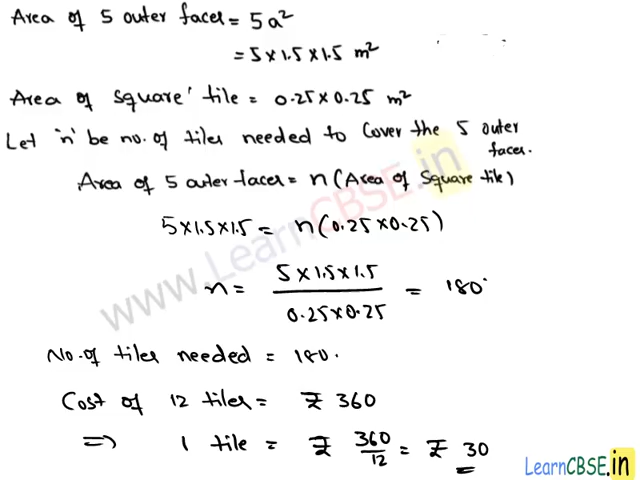 Area of 5 outer faces = 5a²
= 5 × 1.5 × 1.5 m²
Area of square tile = 0.25 × 0.25 m²
Let 'n' be no. of tiles needed to cover the 5 outer
faces.
Area of 5 outer faces = n (Area of square tile)
5 × 1.5 × 1.5 = n (0.25 × 0.25)
n = 5 × 1.5 × 1.5 / 0.25 × 0.25 = 180
No. of tiles needed = 180.
Cost of 12 tiles = ₹ 360
⇒ 1 tile = ₹ 360/12 = ₹ 30
www.LearnCBSE.in
LearnCBSE.in